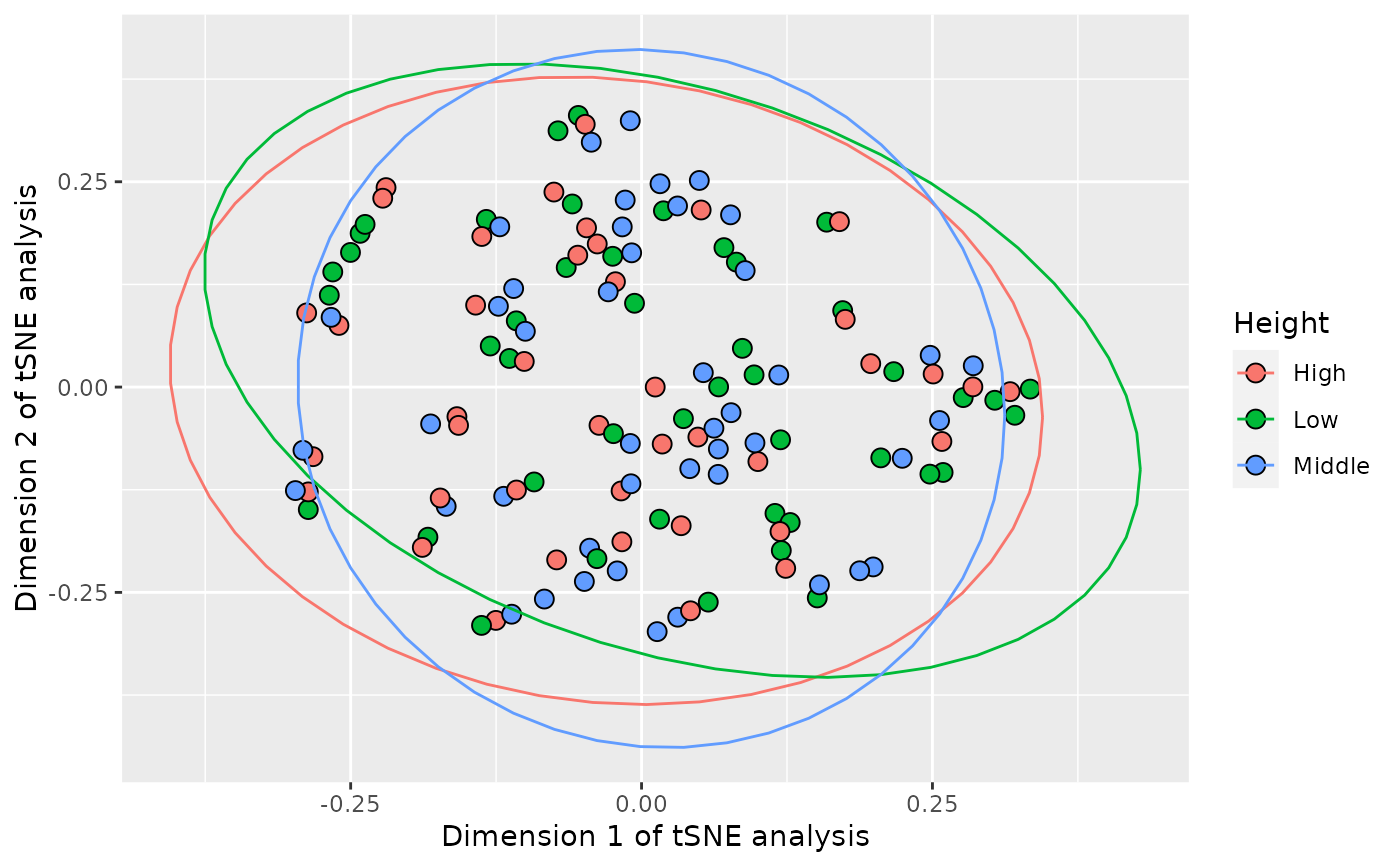 0.25
0.00
-0.25
Dimension 2 of tSNE analysis
-0.25
0.00
0.25
Dimension 1 of tSNE analysis
Height
High
Low
Middle